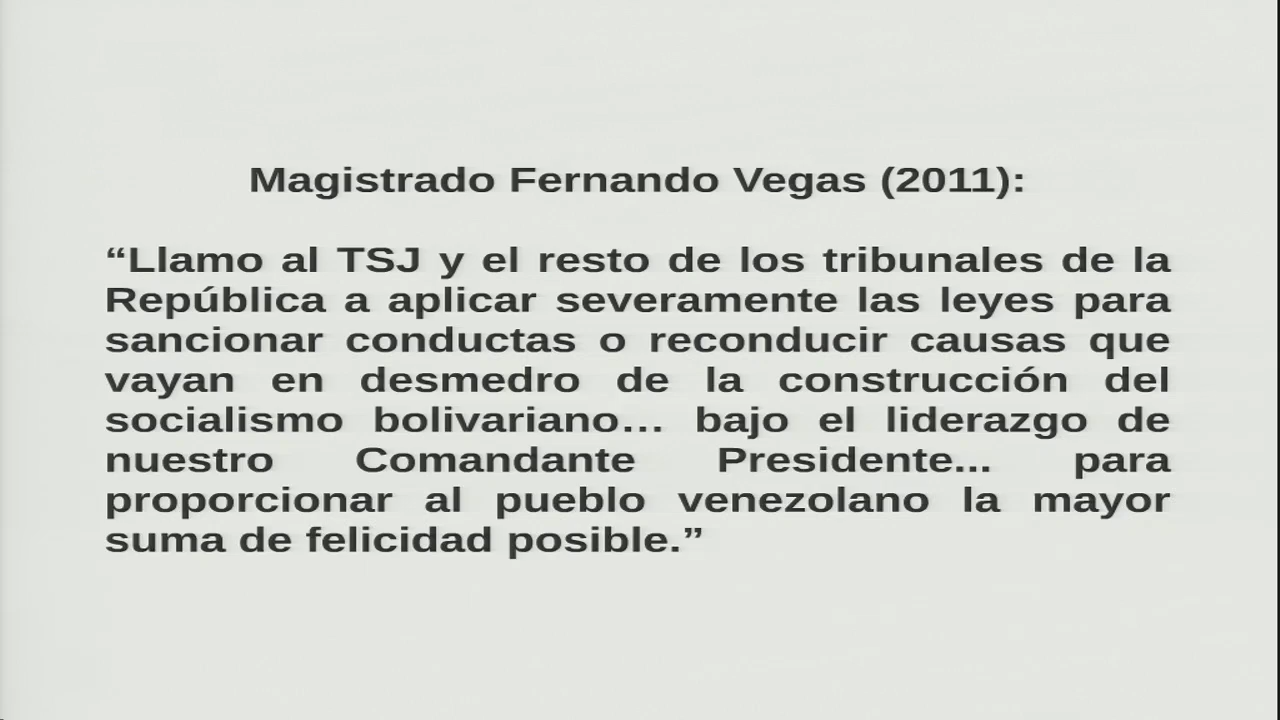 Magistrado Fernando Vegas (2011):
“Llamo al TSJ y el resto de los tribunales de la
República a aplicar severamente las leyes para
sancionar conductas o reconducir causas que
vayan en desmedro de la construcción del
socialismo bolivariano… bajo el liderazgo de
nuestro Comandante Presidente... para
proporcionar al pueblo venezolano la mayor
suma de felicidad posible.”